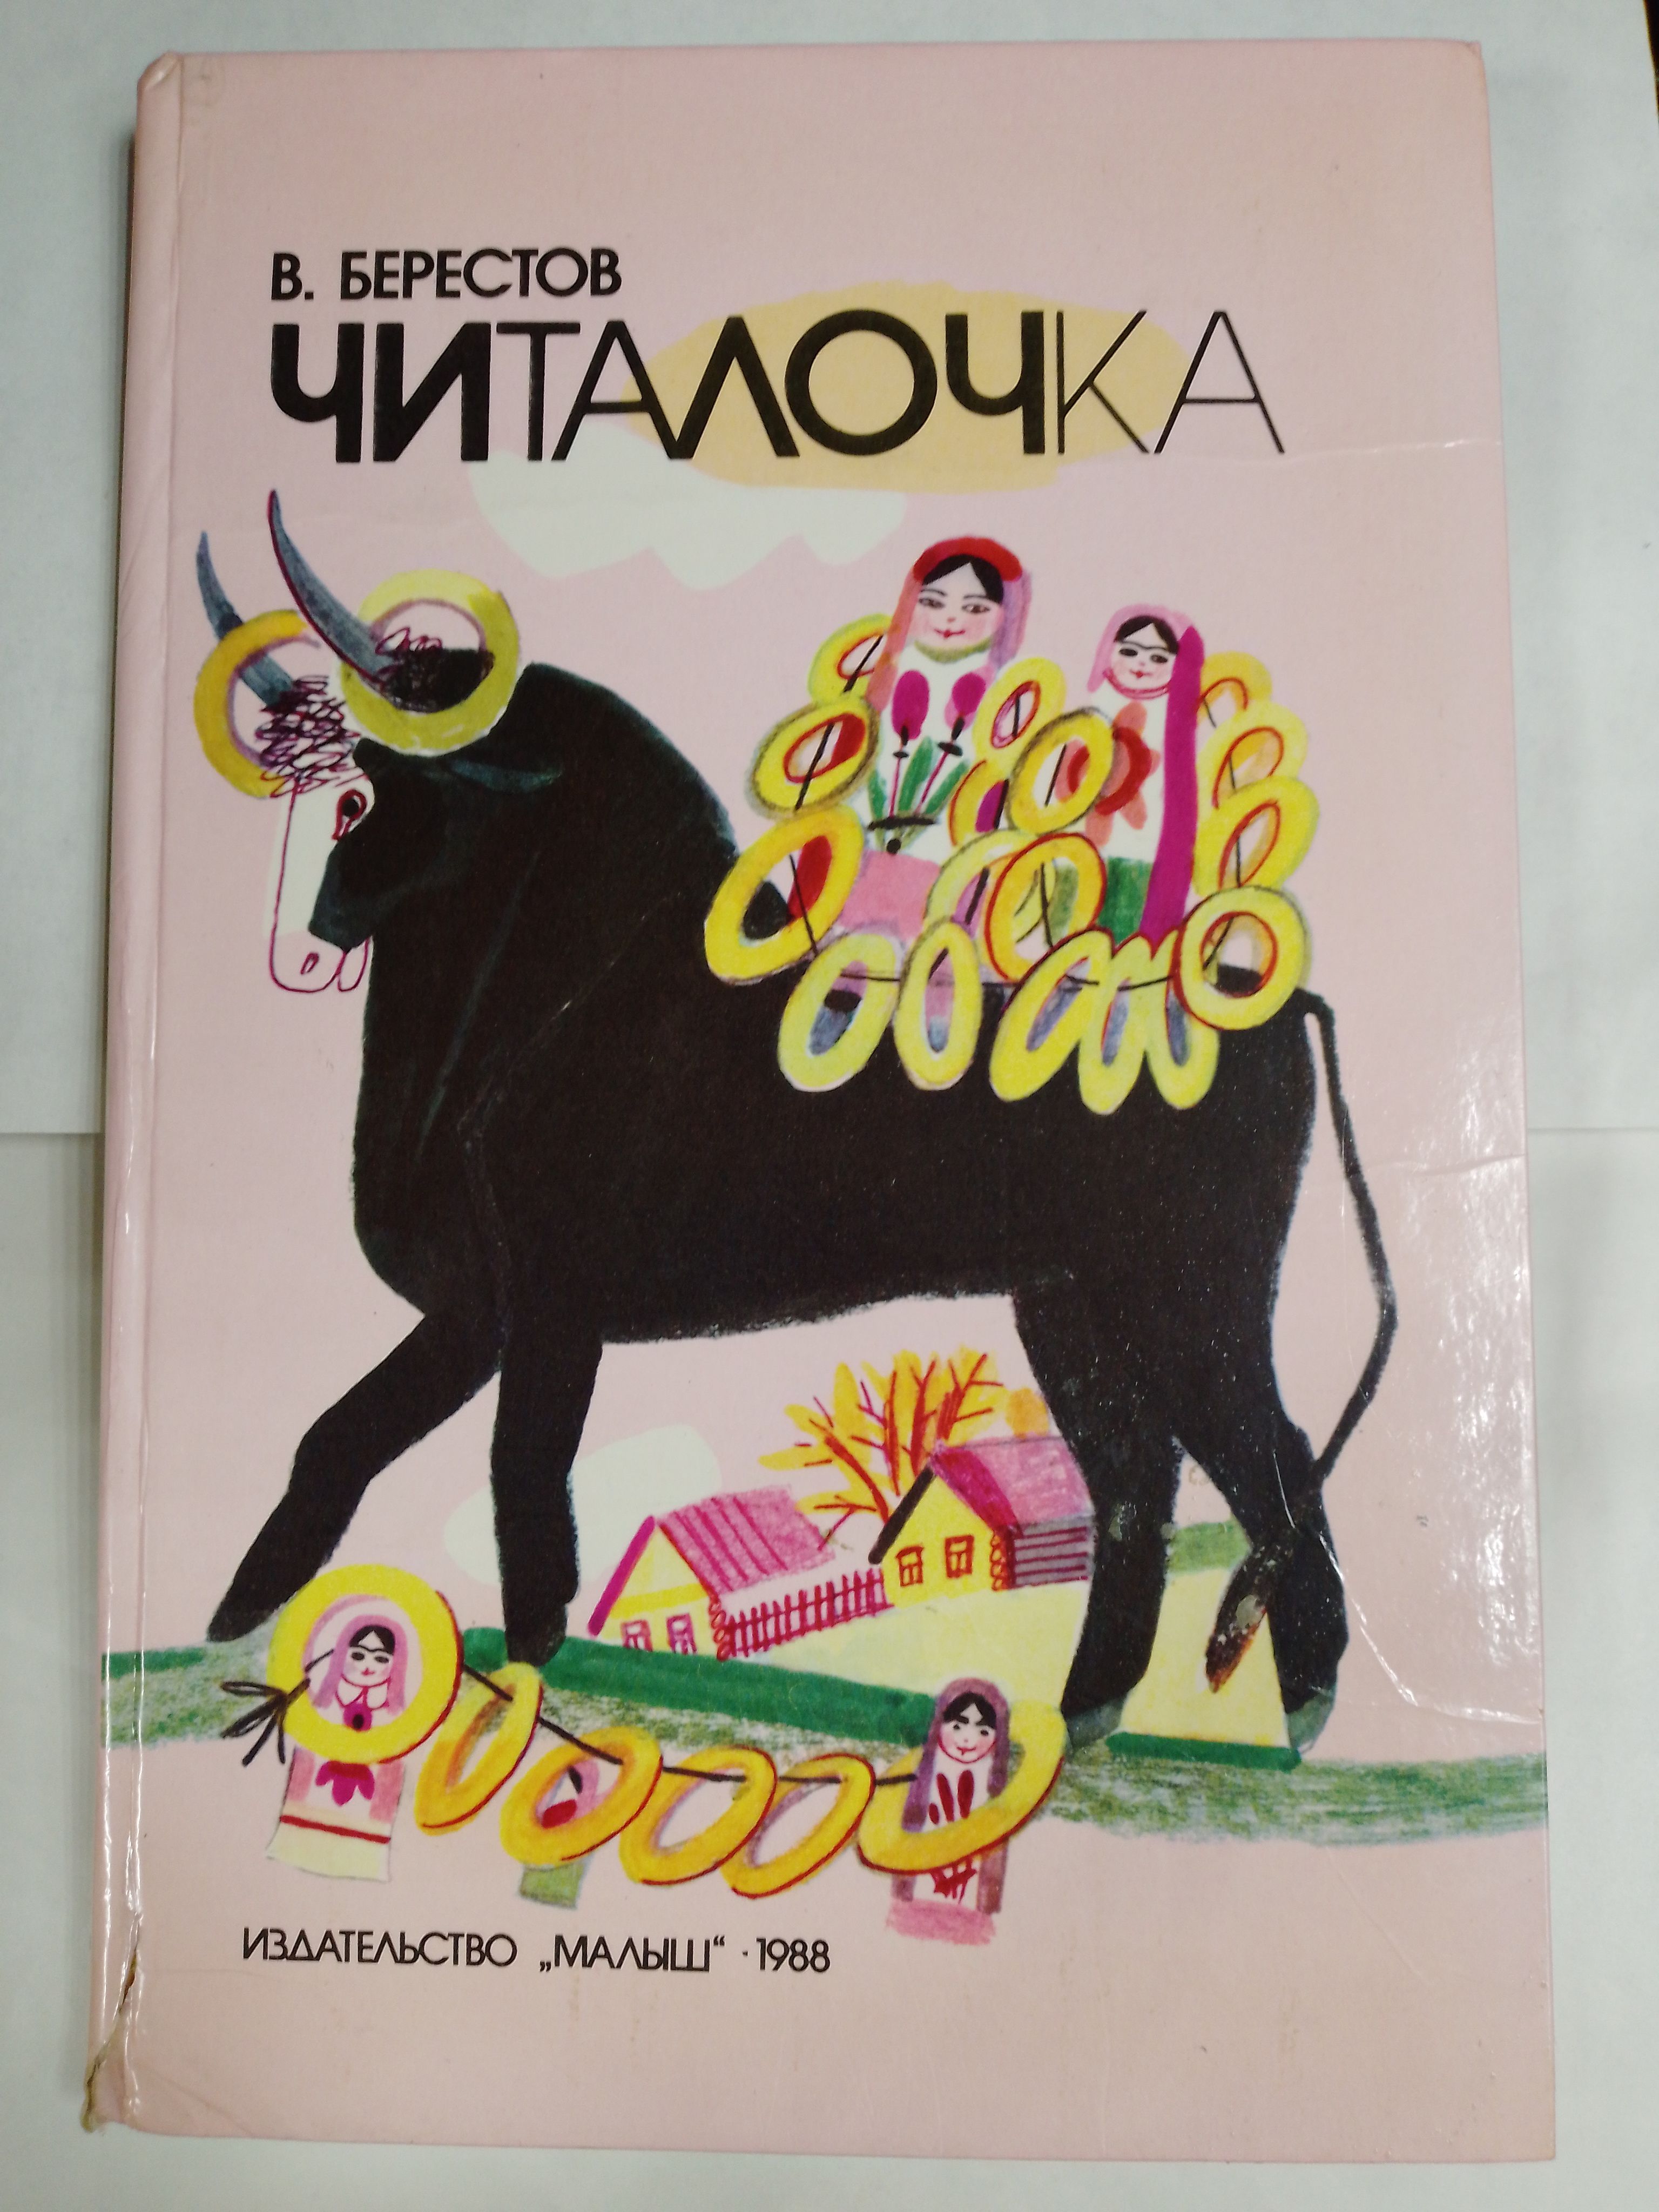 В. БЕРЕСТОВ
ЧИТАЛОЧКА
ИЗДАТЕЛЬСТВО „МАЛЫШ“ · 1988